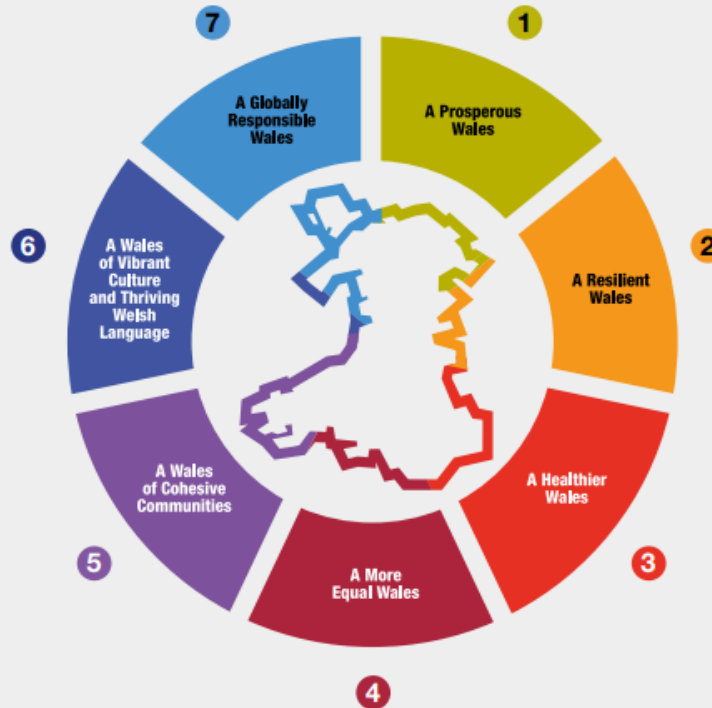 1
A Prosperous
Wales
2
A Resilient
Wales
3
A Healthier
Wales
4
A More
Equal Wales
5
A Wales
of Cohesive
Communities
6
A Wales
of Vibrant
Culture
and Thriving
Welsh
Language
7
A Globally
Responsible
Wales